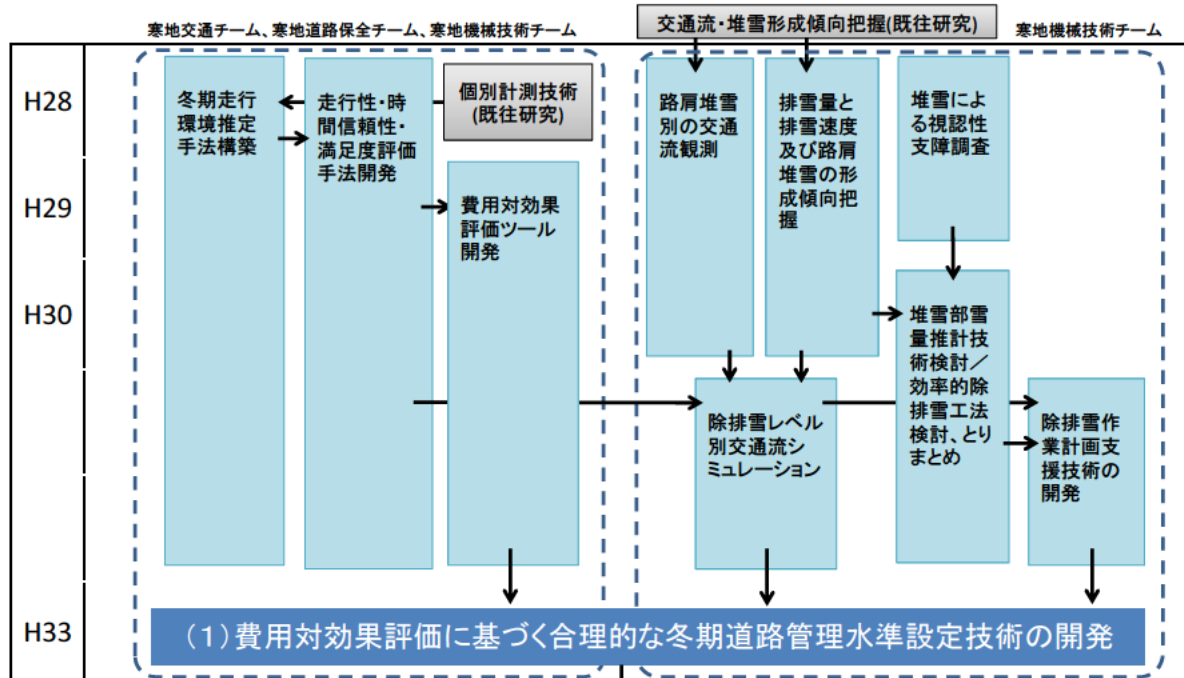 寒地交通チーム、寒地道路保全チーム、寒地機械技術チーム
交通流・堆雪形成傾向把握(既往研究)
寒地機械技術チーム
H28
冬期走行
環境推定
手法構築
走行性・時
間信頼性・
満足度評価
手法開発
個別計測技術
(既往研究)
路肩堆雪
別の交通
流観測
排雪量と
排雪速度
及び路肩
堆雪の形
成傾向把
握
堆雪によ
る視認性
支障調査
H29
費用対効果
評価ツール
開発
H30
堆雪部雪
量推計技
術検討／
効率的除
排雪工法
検討、とり
まとめ
除排雪レベル
別交通流シ
ミュレーション
除排雪作
業計画支
援技術の
開発
H33
（１）費用対効果評価に基づく合理的な冬期道路管理水準設定技術の開発